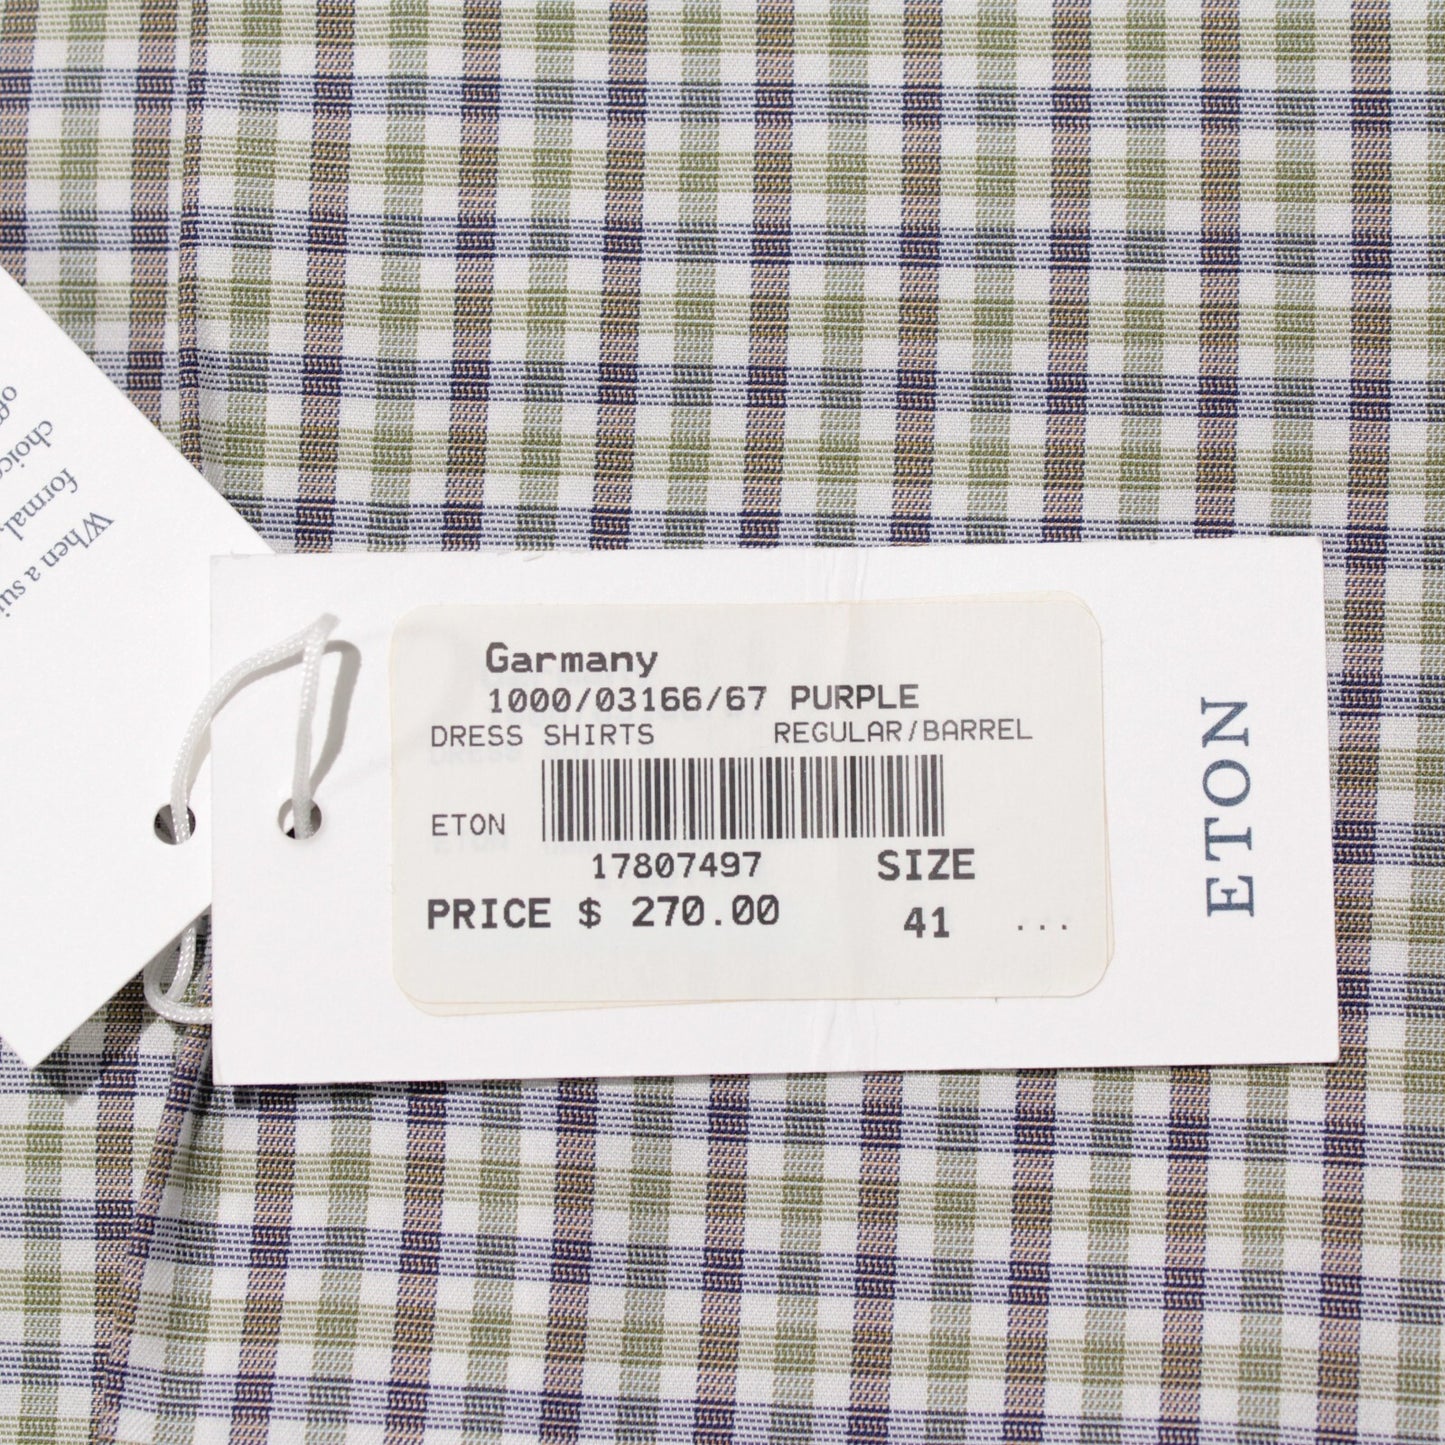 When a sui
formal,
choic
Garmany
1000/03166/67 PURPLE
DRESS SHIRTS REGULAR/BARREL
ETON
17807497 SIZE
PRICE $ 270.00 41 ...
ETON